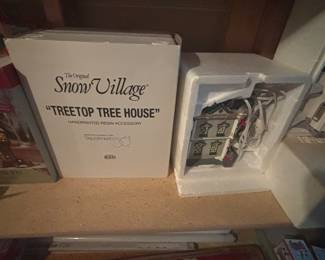 The Original
Snow Village
"TREETOP TREE HOUSE"
HANDPAINTED RESIN ACCESSORY